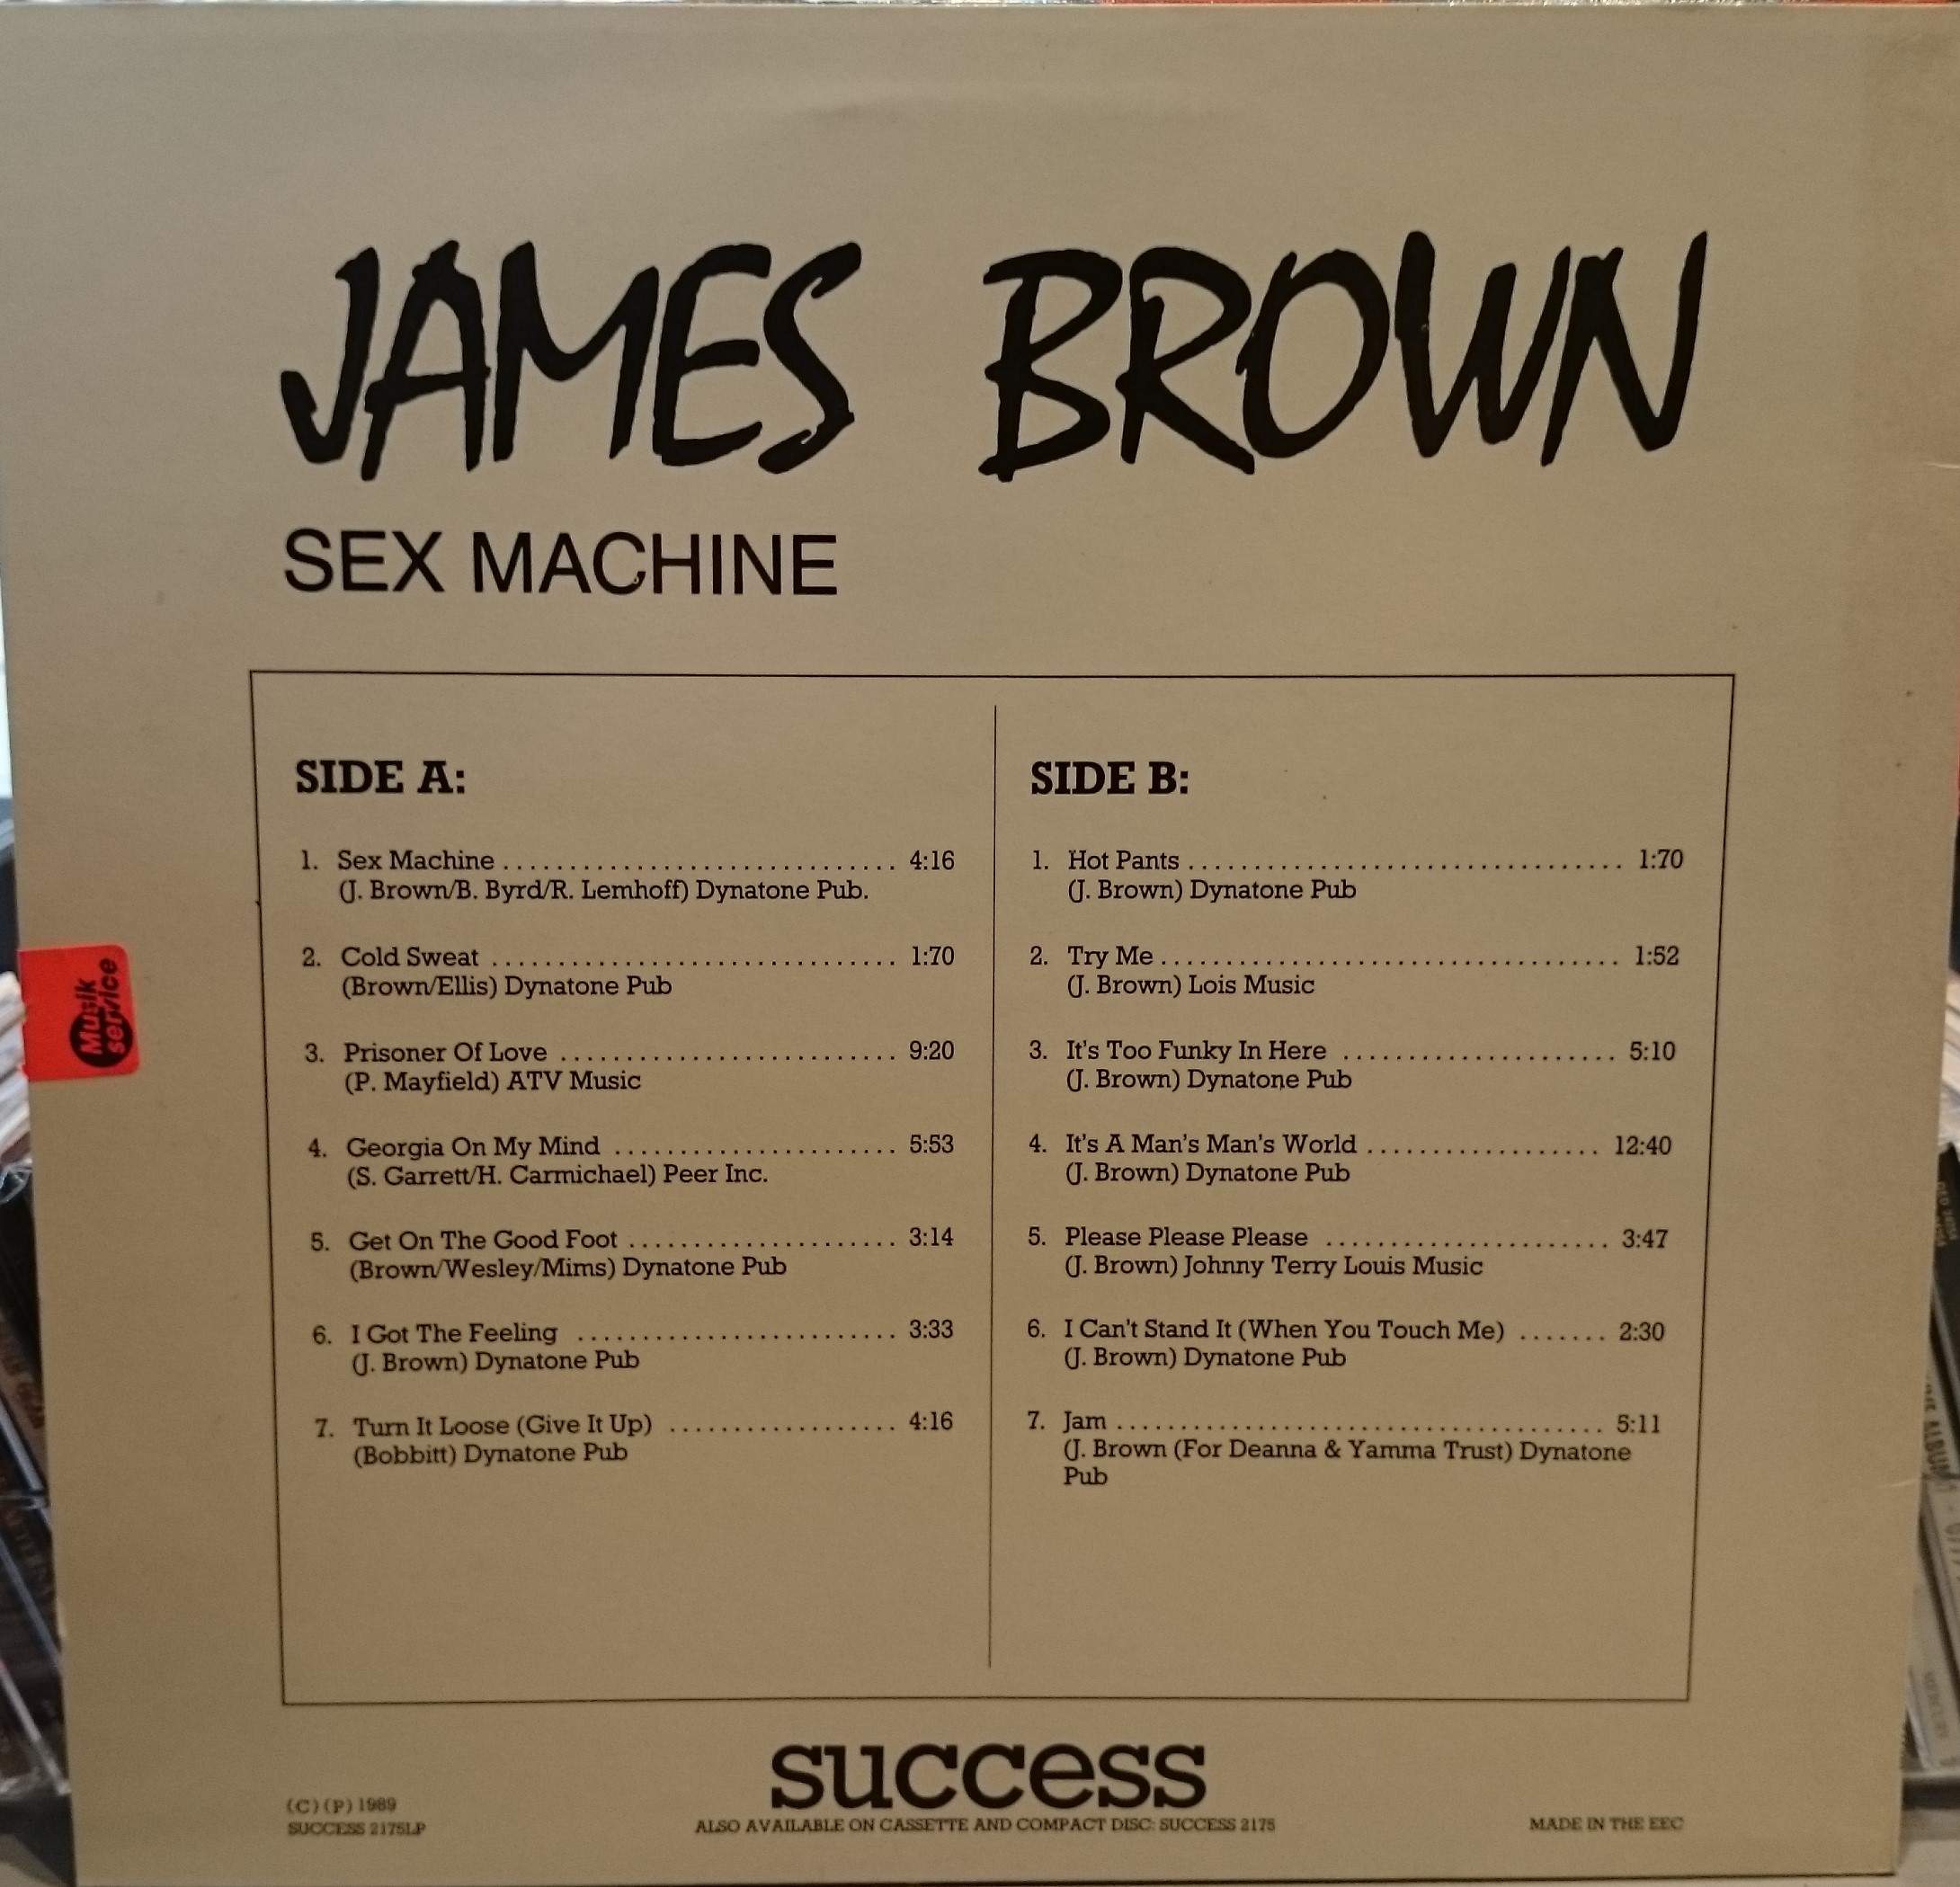 JAMES BROWN
SEX MACHINE
SIDE A:
1. Sex Machine ............................. 4:16
(J. Brown/B. Byrd/R. Lemhoff) Dynatone Pub.
2. Cold Sweat .............................. 1:70
(Brown/Ellis) Dynatone Pub
3. Prisoner Of Love ......................... 9:20
(P. Mayfield) ATV Music
4. Georgia On My Mind ..................... 5:53
(S. Garrett/H. Carmichael) Peer Inc.
5. Get On The Good Foot .................... 3:14
(Brown/Wesley/Mims) Dynatone Pub
6. I Got The Feeling ........................ 3:33
(J. Brown) Dynatone Pub
7. Turn It Loose (Give It Up) ................. 4:16
(Bobbitt) Dynatone Pub
SIDE B:
1. Hot Pants ................................ 1:70
(J. Brown) Dynatone Pub
2. Try Me .................................. 1:52
(J. Brown) Lois Music
3. It's Too Funky In Here ..................... 5:10
(J. Brown) Dynatone Pub
4. It's A Man's Man's World .................. 12:40
(J. Brown) Dynatone Pub
5. Please Please Please ...................... 3:47
(J. Brown) Johnny Terry Louis Music
6. I Can't Stand It (When You Touch Me) ....... 2:30
(J. Brown) Dynatone Pub
7. Jam ..................................... 5:11
(J. Brown (For Deanna & Yamma Trust) Dynatone
Pub
Musik
service
success
(C) (P) 1989
SUCCESS 2175LP
ALSO AVAILABLE ON CASSETTE AND COMPACT DISC: SUCCESS 2175
MADE IN THE EEC